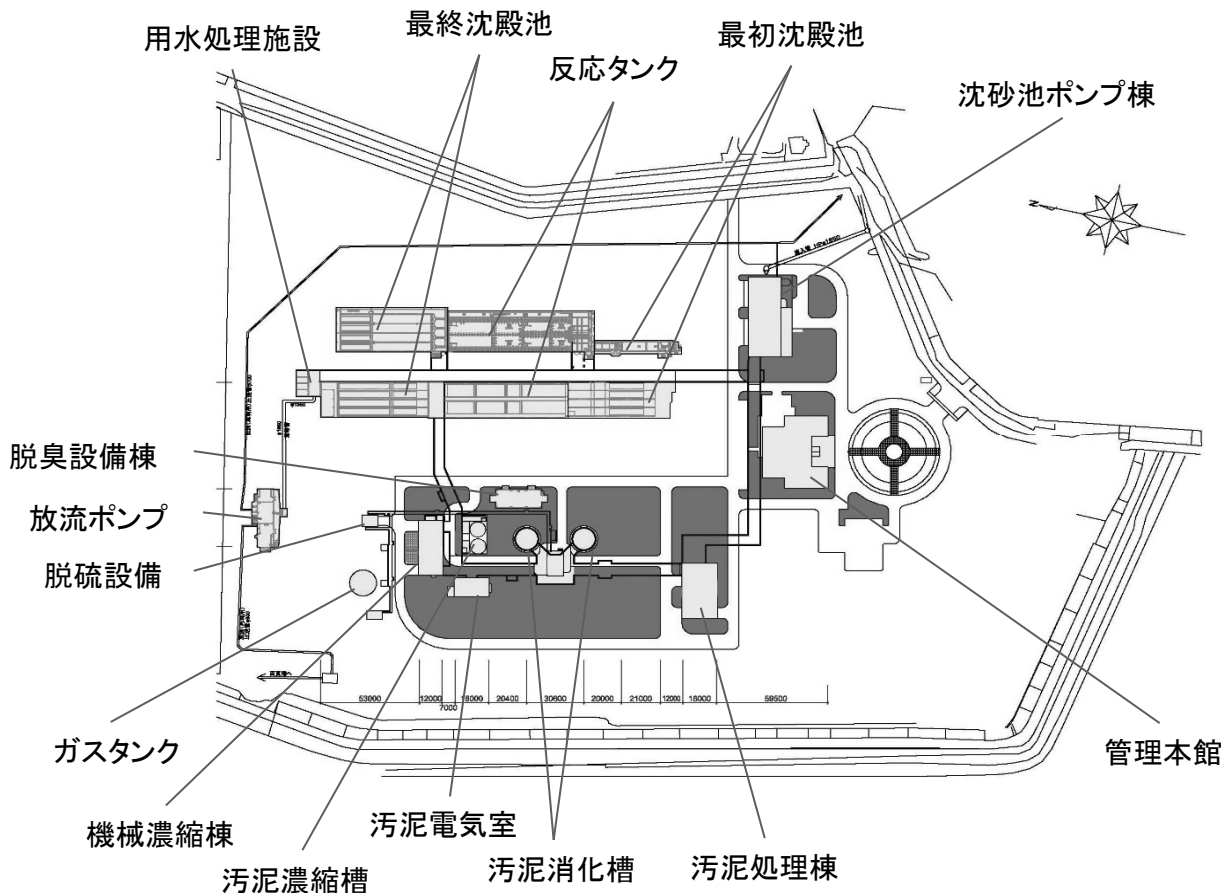 最終沈殿池
用水処理施設
最初沈殿池
反応タンク
沈砂池ポンプ棟
N
流入管 HPφ1650
脱臭設備棟
放流ポンプ
脱硫設備
53000
12000
7000
18000
20400
30600
20000
21000
12000
18000
59500
ガスタンク
管理本館
機械濃縮棟
汚泥電気室
汚泥濃縮槽
汚泥消化槽
汚泥処理棟